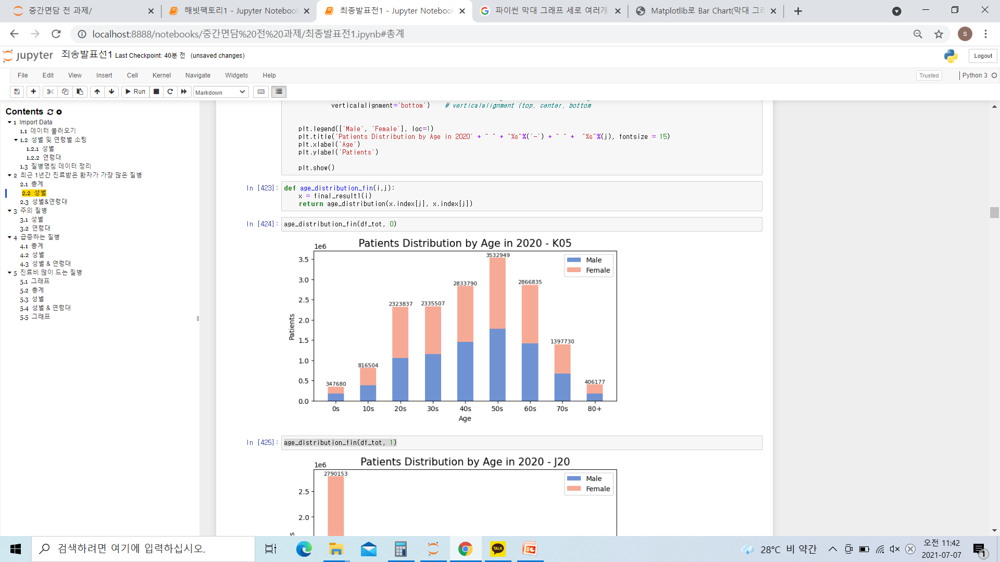 중간면담 전 과제/
해빗팩토리1 - Jupyter Notebook
최종발표전1 - Jupyter Notebook
파이썬 막대 그래프 세로 여러개
Matplotlib로 Bar Chart(막대 그래
localhost:8888/notebooks/중간면담%20전%20과제/최종발표전1.ipynb#총계
S
jupyter 최종발표전1 Last Checkpoint: 40분 전 (unsaved changes)
Logout
File Edit View Insert Cell Kernel Navigate Widgets Help
Trusted
Python 3
Run
Markdown
Contents
1 Import Data
1.1 데이터 불러오기
1.2 성별 및 연령별 소팅
1.2.1 성별
1.2.2 연령대
1.3 질병명칭 데이터 정리
2 최근 1년간 진료받은 환자가 가장 많은 질병
2.1 총계
2.2 성별
2.3 성별&연령대
3 주의 질병
3.1 성별
3.2 연령대
4 급증하는 질병
4.1 총계
4.2 성별
4.3 성별 & 연령대
5 진료비 많이 드는 질병
5.1 그래프
5.2 총계
5.3 성별
5.4 성별 & 연령대
5.5 그래프
verticalalignment='bottom')    # verticalalignment (top, center, bottom
plt.legend(['Male', 'Female'], loc=1)
plt.title('Patients Distribution by Age in 2020' + " " + "%s"%('-') + " " +  "%s"%(j), fontsize = 15)
plt.xlabel('Age')
plt.ylabel('Patients')
plt.show()
In [423]:
def age_distribution_fin(i,j):
x = final_result1(i)
return age_distribution(x.index[j], x.index[j])
In [424]:
age_distribution_fin(df_tot, 0)
Patients Distribution by Age in 2020 - K05
1e6
3.5
3.0
2.5
2.0
1.5
1.0
0.5
0.0
Patients
347680
816504
2323837
2335507
2833790
3532949
2866835
1397730
406177
Male
Female
0s 10s 20s 30s 40s 50s 60s 70s 80+
Age
In [425]:
age_distribution_fin(df_tot, 1)
Patients Distribution by Age in 2020 - J20
1e6
2790153
2.5
2.0
Male
Female
검색하려면 여기에 입력하십시오.
TALK
28°C 비 약간
오전 11:42
2021-07-07
1